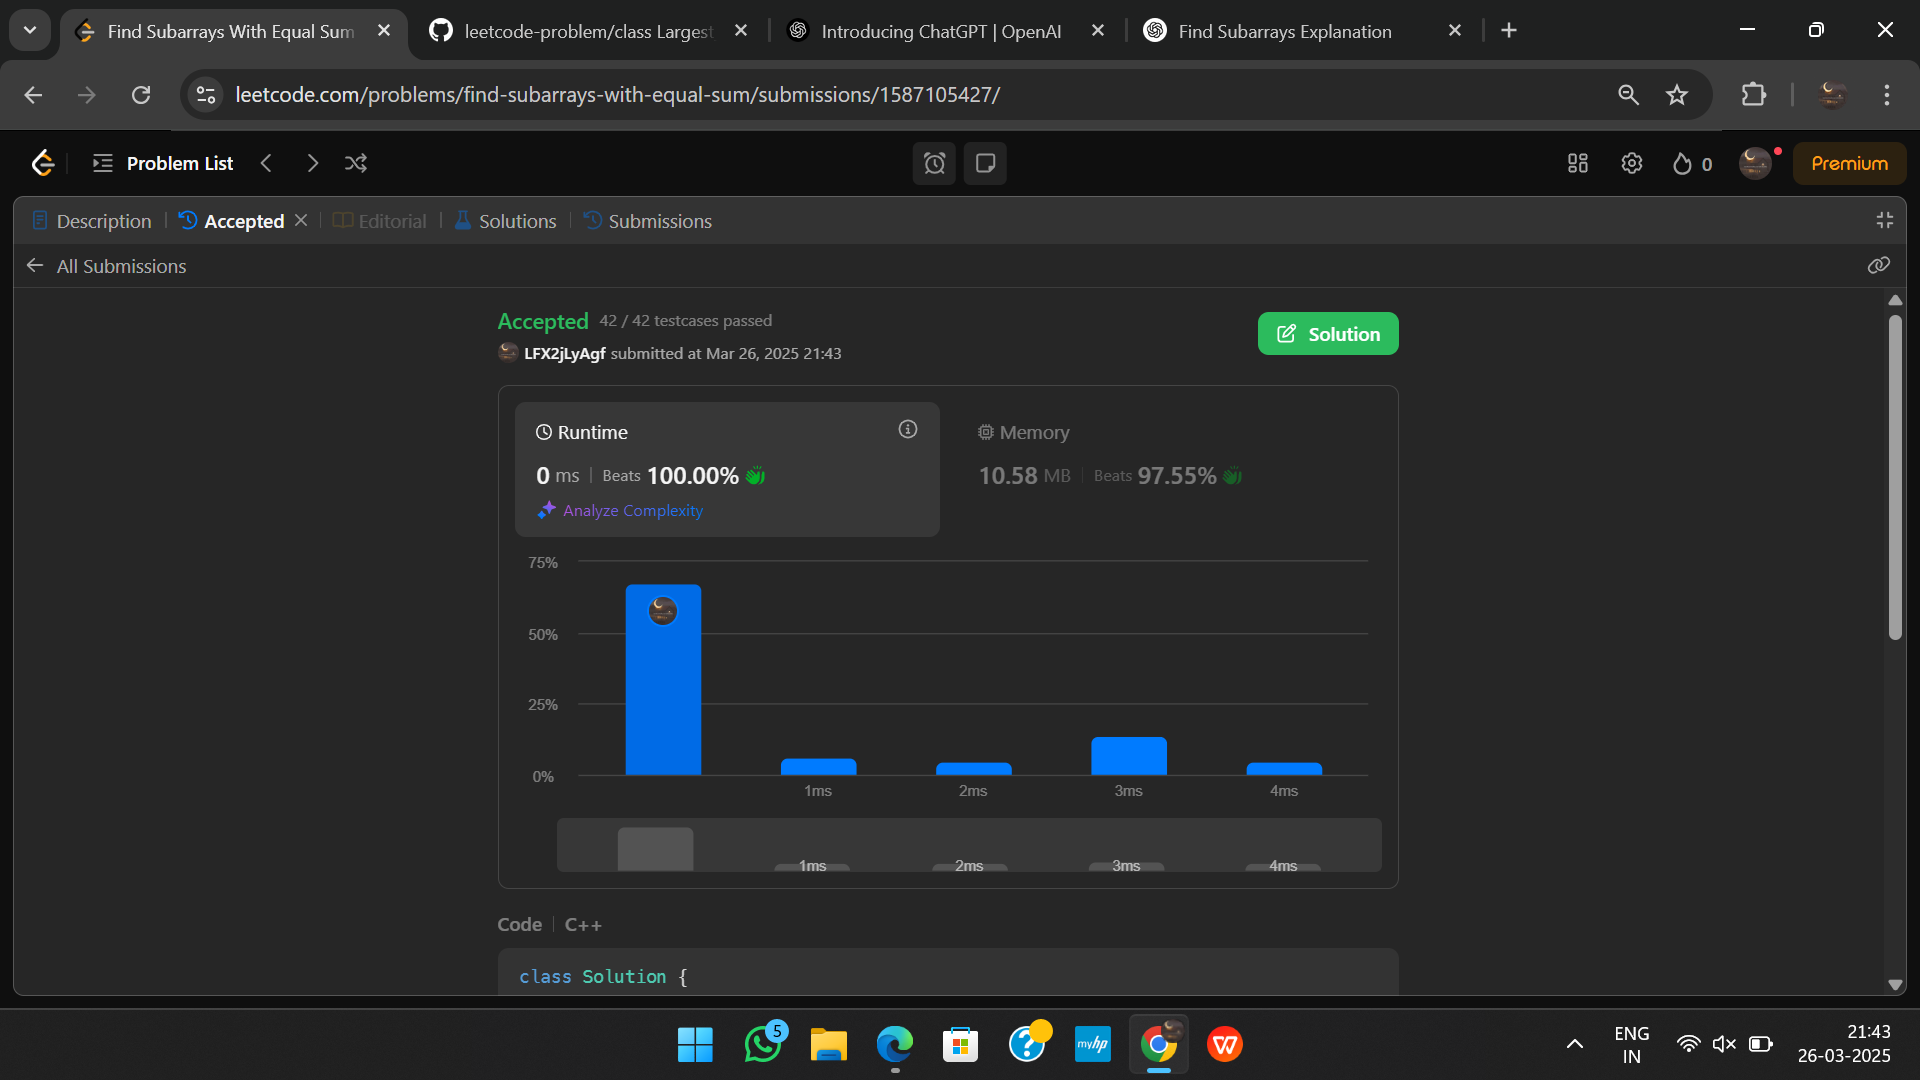 Find Subarrays With Equal Sum
leetcode-problem/class Largest
Introducing ChatGPT | OpenAI
Find Subarrays Explanation
leetcode.com/problems/find-subarrays-with-equal-sum/submissions/1587105427/
Problem List
0
Premium
Description
Accepted
Editorial
Solutions
Submissions
All Submissions
Accepted 42 / 42 testcases passed
LFX2jLyAgf submitted at Mar 26, 2025 21:43
Solution
Runtime
0 ms | Beats 100.00%
Analyze Complexity
Memory
10.58 MB | Beats 97.55%
75%
50%
25%
0%
1ms 2ms 3ms 4ms
1ms 2ms 3ms 4ms
Code | C++
class Solution {
5
myhp
ENG
IN
21:43
26-03-2025